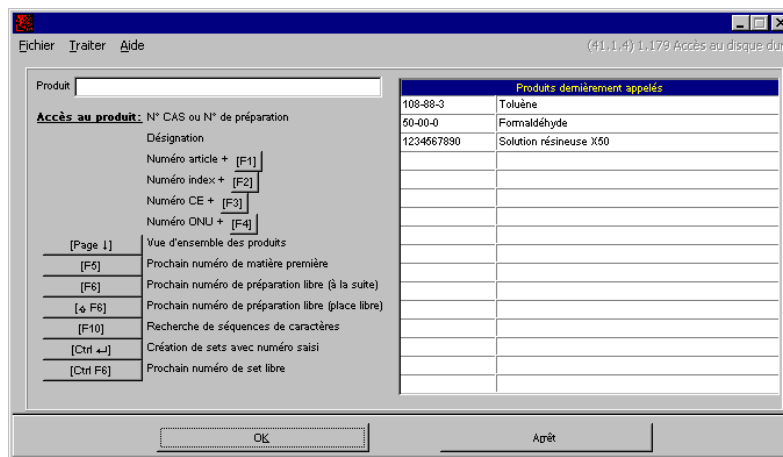 Fichier Traiter Aide
(41.1.4) 1,179 Accès au disque dur
Produit
Accès au produit: N° CAS ou N° de préparation
Désignation
Numéro article + [F1]
Numéro index + [F2]
Numéro CE + [F3]
Numéro ONU + [F4]
[Page ↓] Vue d'ensemble des produits
[F5] Prochain numéro de matière première
[F6] Prochain numéro de préparation libre (à la suite)
[⇧ F6] Prochain numéro de préparation libre (place libre)
[F10] Recherche de séquences de caractères
[Ctrl ↵] Création de sets avec numéro saisi
[Ctrl F6] Prochain numéro de set libre
Produits dernièrement appelés
108-88-3 Toluène
50-00-0 Formaldéhyde
1234567890 Solution résineuse X50
OK
Arrêt